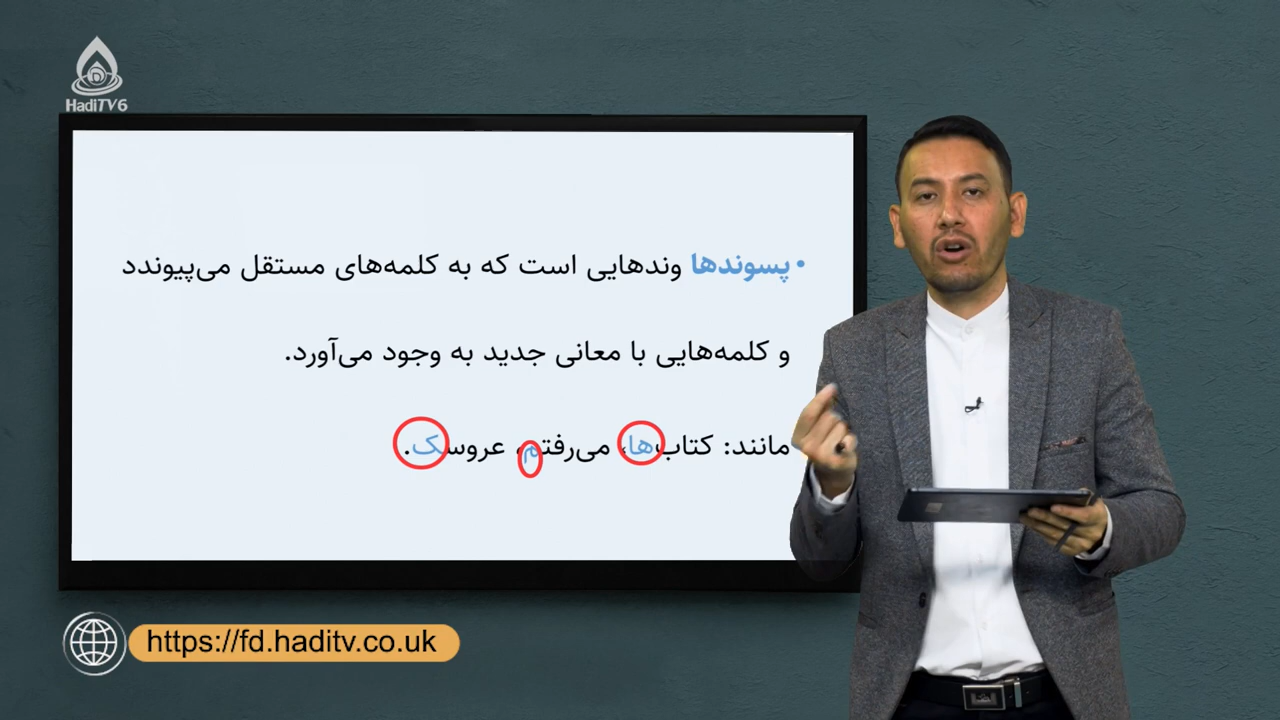 HadiTV6
• پسوندها وندهایی است که به کلمه‌های مستقل می‌پیوندد
و کلمه‌هایی با معانی جدید به وجود می‌آورد.
مانند: کتاب‌ها، می‌رفتم، عروسک.
https://fd.haditv.co.uk